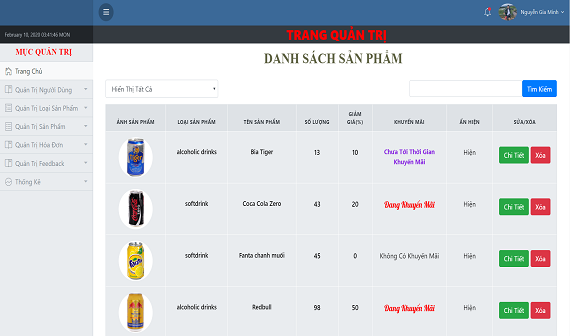 Nguyễn Gia Minh
February 10, 2020 03:41:46 MON
TRANG QUẢN TRỊ
MỤC QUẢN TRỊ
Trang Chủ
Quản Trị Người Dùng
Quản Trị Loại Sản Phẩm
Quản Trị Sản Phẩm
Quản Trị Hóa Đơn
Quản Trị Feedback
Thống Kê
DANH SÁCH SẢN PHẨM
Hiển Thị Tất Cả
Tìm Kiếm
ẢNH SẢN PHẨM LOẠI SẢN PHẨM TÊN SẢN PHẨM SỐ LƯỢNG GIẢM GIÁ(%) KHUYẾN MÃI ẨN HIỆN SỬA/XÓA
alcoholic drinks Bia Tiger 13 10 Chưa Tới Thời Gian Khuyến Mãi Hiện Chi Tiết Xóa
softdrink Coca Cola Zero 43 20 Đang Khuyến Mãi Hiện Chi Tiết Xóa
softdrink Fanta chanh muối 45 0 Không Có Khuyến Mãi Hiện Chi Tiết Xóa
alcoholic drinks Redbull 98 50 Đang Khuyến Mãi Hiện Chi Tiết Xóa